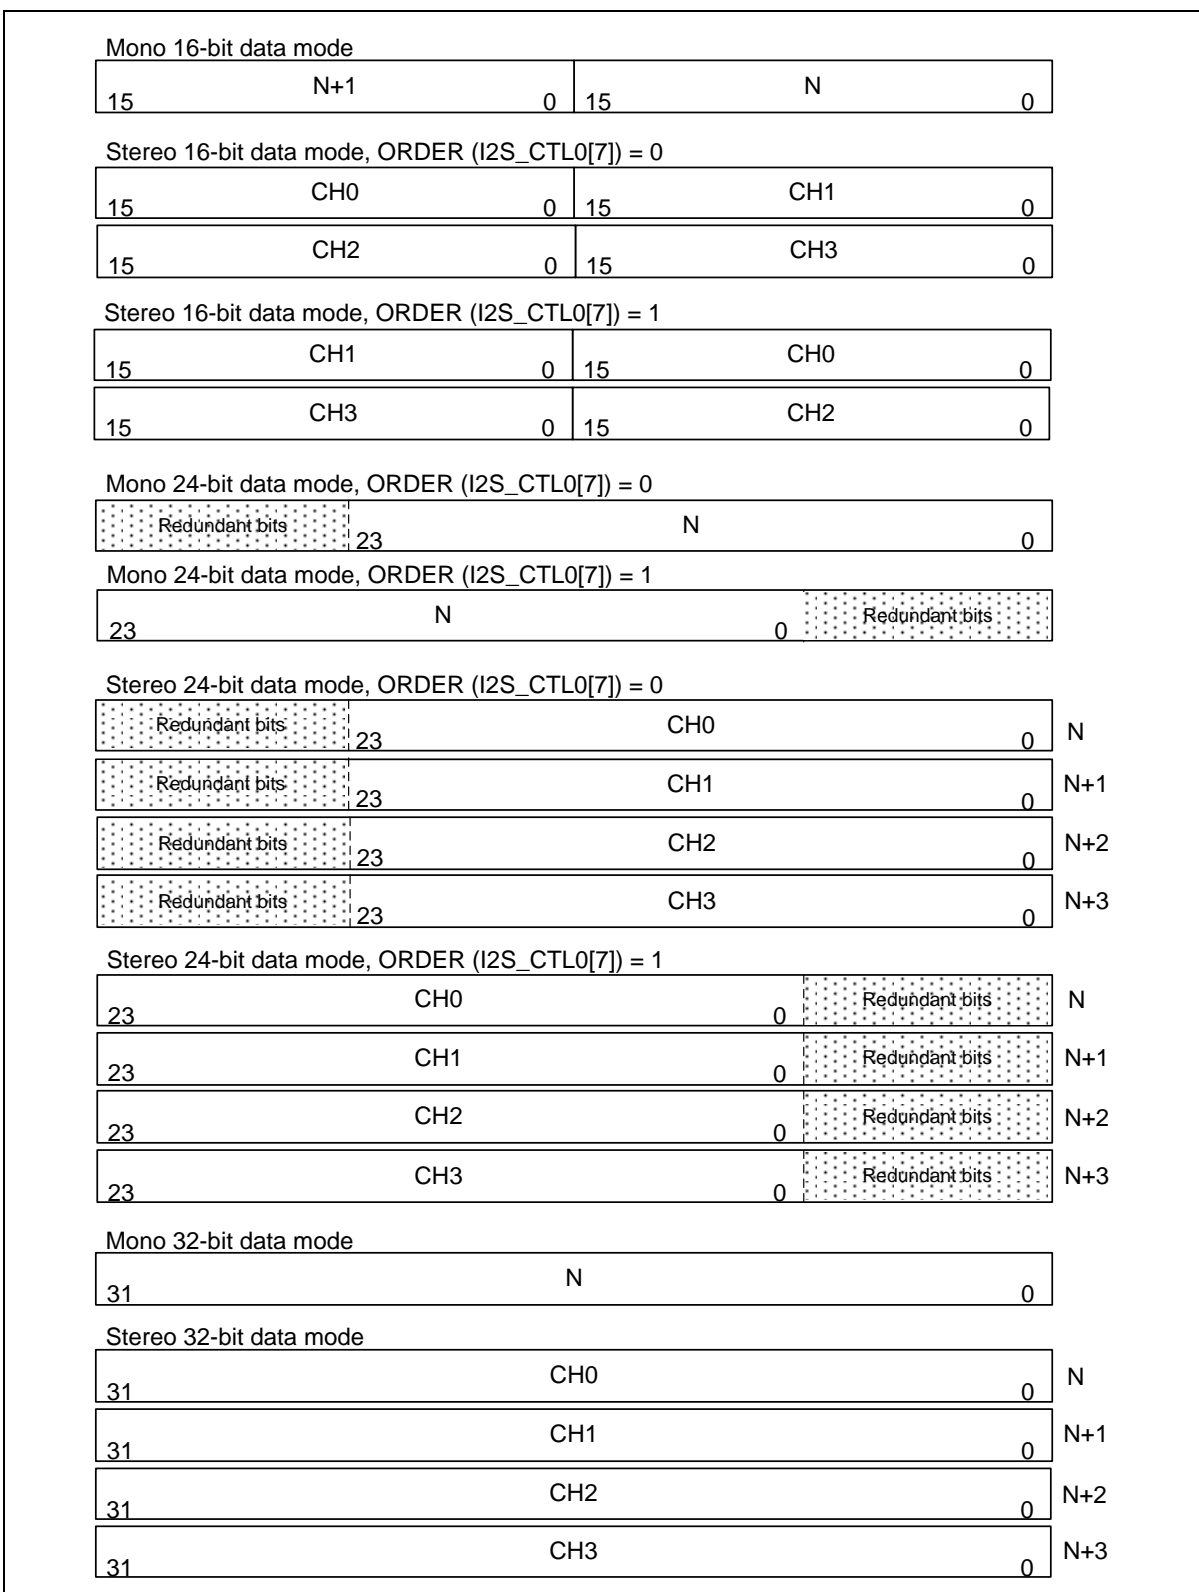 Mono 16-bit data mode
N+1 N
15 0 15 0
Stereo 16-bit data mode, ORDER (I2S_CTL0[7]) = 0
CH0 CH1
15 0 15 0
CH2 CH3
15 0 15 0
Stereo 16-bit data mode, ORDER (I2S_CTL0[7]) = 1
CH1 CH0
15 0 15 0
CH3 CH2
15 0 15 0
Mono 24-bit data mode, ORDER (I2S_CTL0[7]) = 0
Redundant bits N
23 0
Mono 24-bit data mode, ORDER (I2S_CTL0[7]) = 1
N Redundant bits
23 0
Stereo 24-bit data mode, ORDER (I2S_CTL0[7]) = 0
Redundant bits CH0 N
23 0
Redundant bits CH1 N+1
23 0
Redundant bits CH2 N+2
23 0
Redundant bits CH3 N+3
23 0
Stereo 24-bit data mode, ORDER (I2S_CTL0[7]) = 1
CH0 Redundant bits N
23 0
CH1 Redundant bits N+1
23 0
CH2 Redundant bits N+2
23 0
CH3 Redundant bits N+3
23 0
Mono 32-bit data mode
N
31 0
Stereo 32-bit data mode
CH0 N
31 0
CH1 N+1
31 0
CH2 N+2
31 0
CH3 N+3
31 0